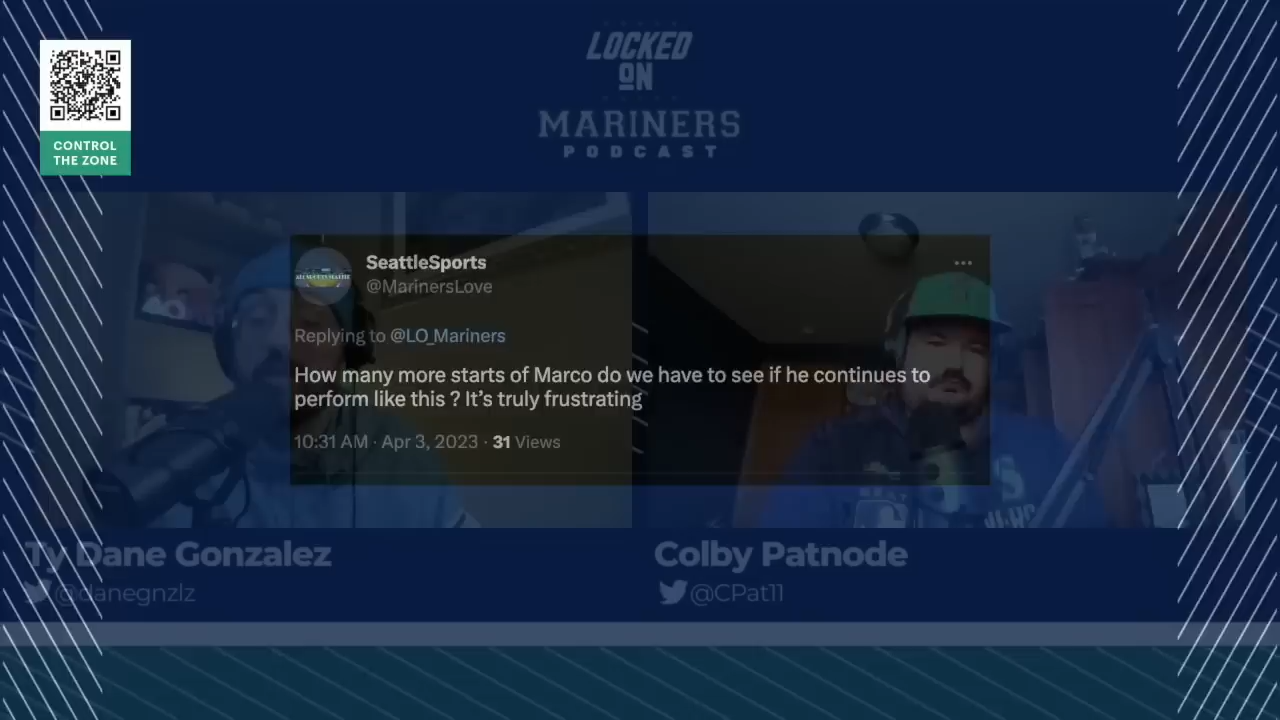 LOCKED
ON
MARINERS
PODCAST
CONTROL
THE ZONE
SeattleSports
@MarinersLove
Replying to @LO_Mariners
How many more starts of Marco do we have to see if he continues to
perform like this ? It’s truly frustrating
10:31 AM · Apr 3, 2023 · 31 Views
Ty Dane Gonzalez
@danegnzlz
Colby Patnode
@CPat11